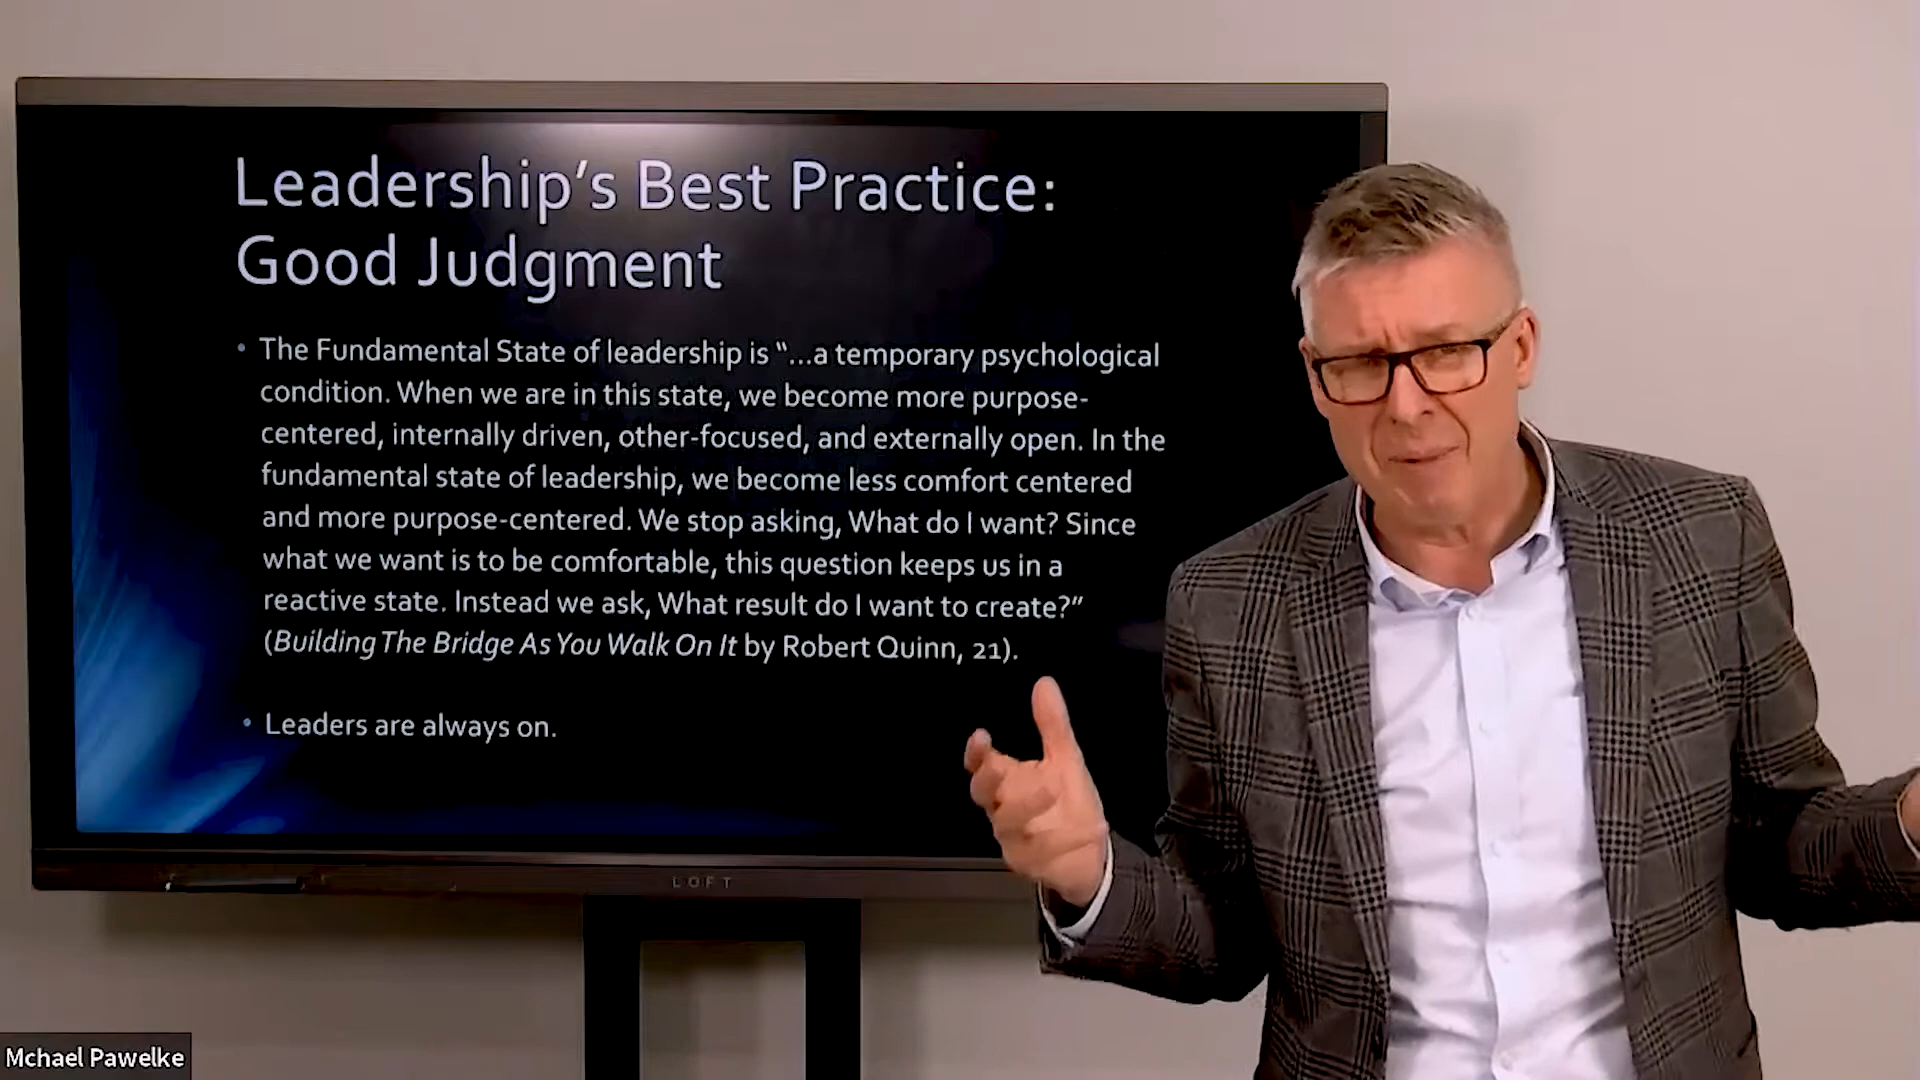 Leadership’s Best Practice:
Good Judgment
• The Fundamental State of leadership is “…a temporary psychological
condition. When we are in this state, we become more purpose-
centered, internally driven, other-focused, and externally open. In the
fundamental state of leadership, we become less comfort centered
and more purpose-centered. We stop asking, What do I want? Since
what we want is to be comfortable, this question keeps us in a
reactive state. Instead we ask, What result do I want to create?”
(Building The Bridge As You Walk On It by Robert Quinn, 21).
• Leaders are always on.
LOFT
Mchael Pawelke